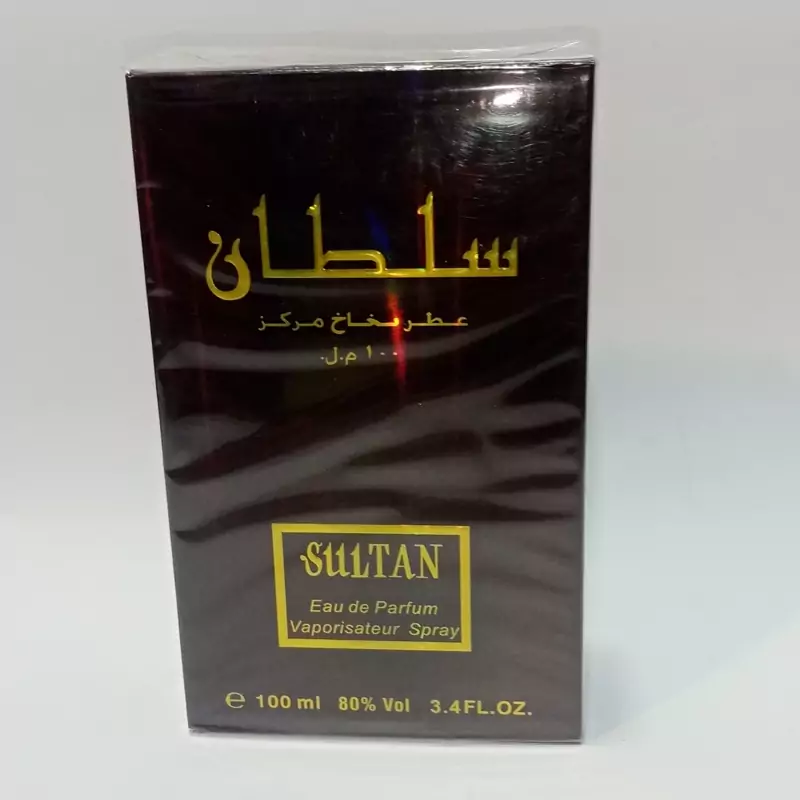 سلطان
عطر بخاخ مركز
١٠٠ م.ل.
SULTAN
Eau de Parfum
Vaporisateur Spray
e 100 ml 80% Vol 3.4FL.OZ.